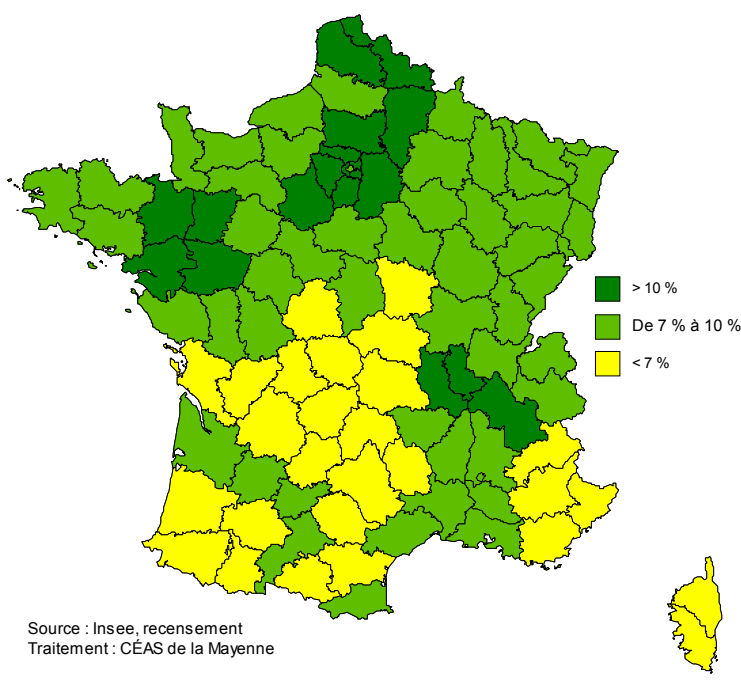 > 10 %
De 7 % à 10 %
< 7 %
Source : Insee, recensement
Traitement : CÉAS de la Mayenne